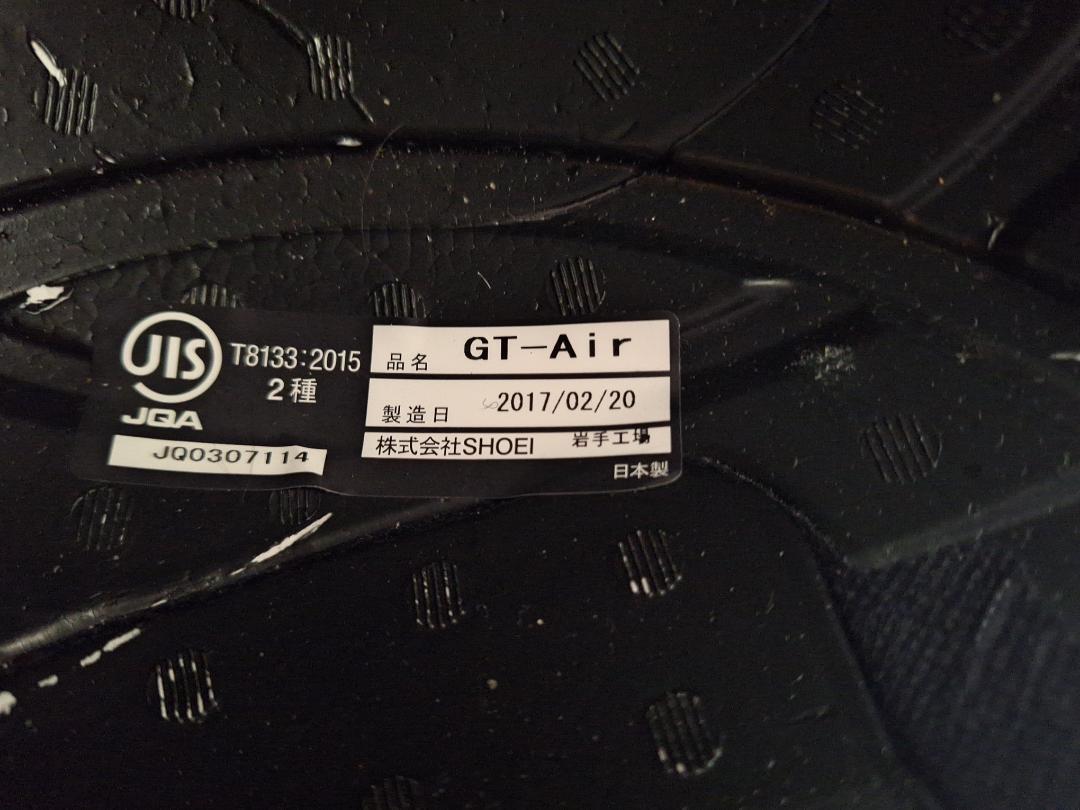 JIS
T8133:2015
2種
JQA
JQ0307114
品名 GT-Air
製造日 2017/02/20
株式会社SHOEI 岩手工場
日本製